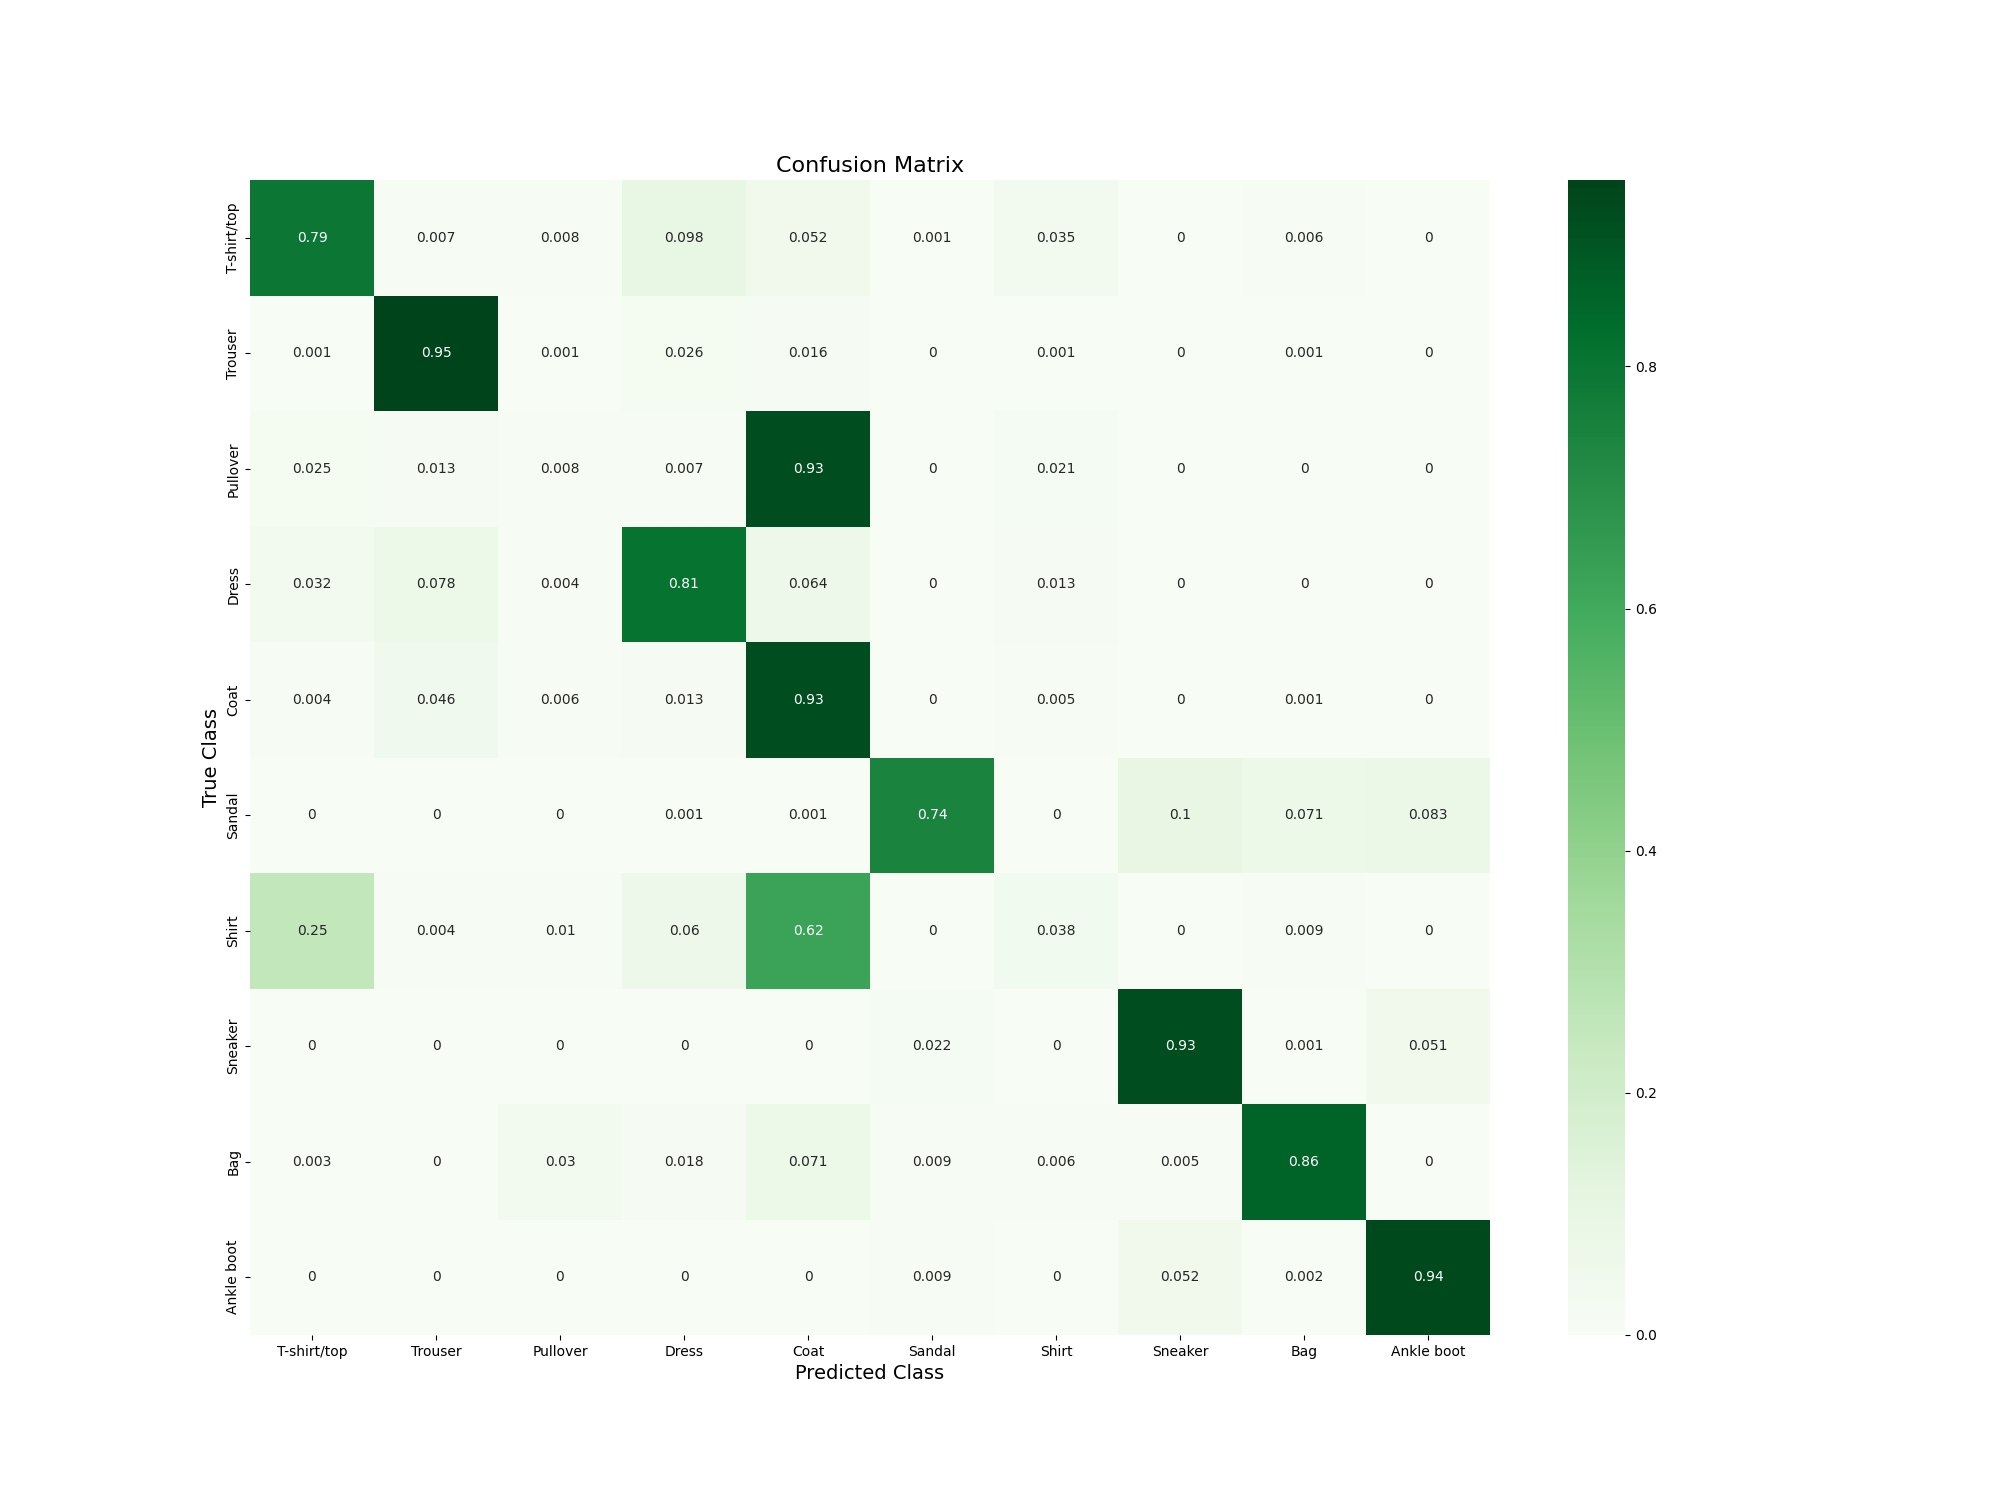 Confusion Matrix
True Class
T-shirt/top 0.79 0.007 0.008 0.098 0.052 0.001 0.035 0 0.006 0
Trouser 0.001 0.95 0.001 0.026 0.016 0 0.001 0 0.001 0
Pullover 0.025 0.013 0.008 0.007 0.93 0 0.021 0 0 0
Dress 0.032 0.078 0.004 0.81 0.064 0 0.013 0 0 0
Coat 0.004 0.046 0.006 0.013 0.93 0 0.005 0 0.001 0
Sandal 0 0 0 0.001 0.001 0.74 0 0.1 0.071 0.083
Shirt 0.25 0.004 0.01 0.06 0.62 0 0.038 0 0.009 0
Sneaker 0 0 0 0 0 0.022 0 0.93 0.001 0.051
Bag 0.003 0 0.03 0.018 0.071 0.009 0.006 0.005 0.86 0
Ankle boot 0 0 0 0 0 0.009 0 0.052 0.002 0.94
T-shirt/top Trouser Pullover Dress Coat Sandal Shirt Sneaker Bag Ankle boot
Predicted Class
0.8
0.6
0.4
0.2
0.0